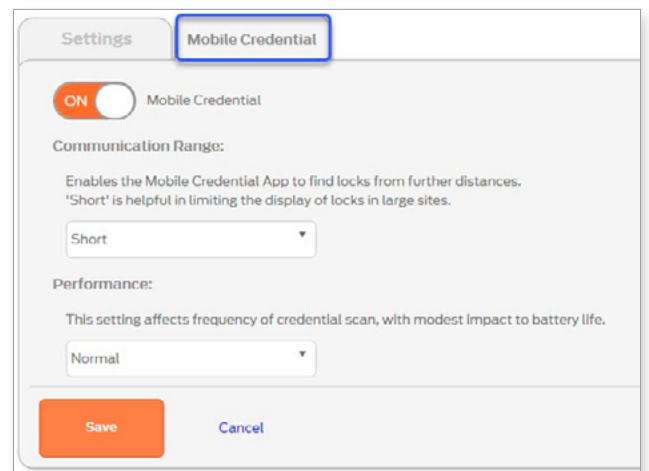 Settings
Mobile Credential
ON
Mobile Credential
Communication Range:
Enables the Mobile Credential App to find locks from further distances.
'Short' is helpful in limiting the display of locks in large sites.
Short
Performance:
This setting affects frequency of credential scan, with modest impact to battery life.
Normal
Save
Cancel